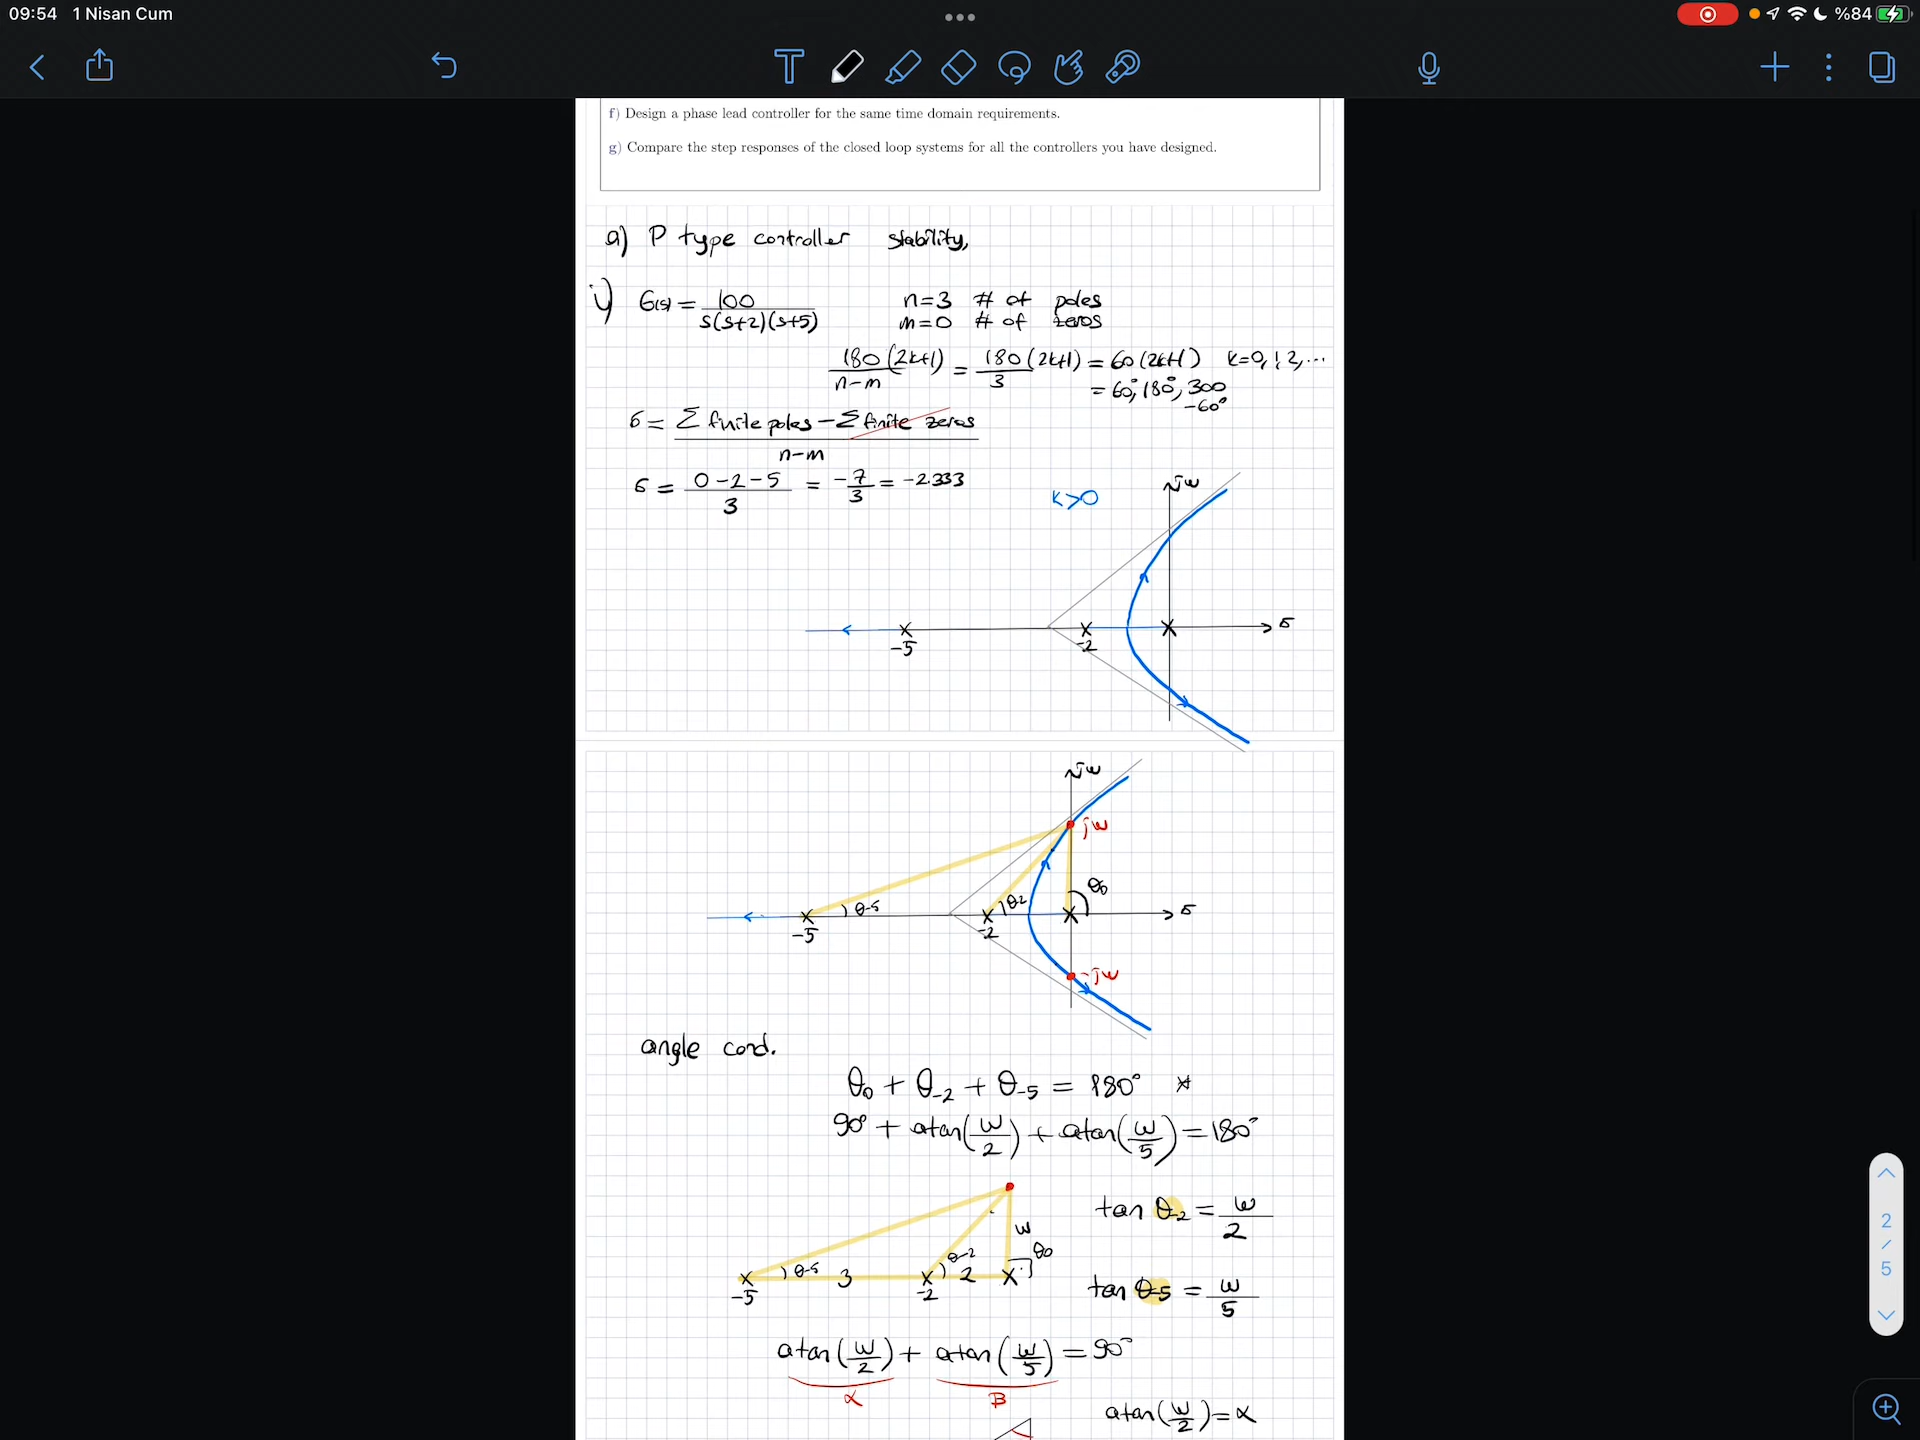 09:54 1 Nisan Cum
%84
f) Design a phase lead controller for the same time domain requirements.
g) Compare the step responses of the closed loop systems for all the controllers you have designed.
a) P type controller stability,
i) G(s) = 100 / s(s+2)(s+5)
n=3 # of poles
m=0 # of zeros
180(2k+1) / n-m = 180(2k+1) / 3 = 60(2k+1) k=0,1,2,...
= 60°, 180°, 300
-60°
σ = Σ finite poles - Σ finite zeros / n-m
σ = 0-2-5 / 3 = -7/3 = -2.333
k>0
jw
σ
-5
-2
jw
jw
θ0
θ-5
θ2
σ
-5
-2
-jw
angle cond.
θ0 + θ-2 + θ-5 = 180° *
90° + atan(w/2) + atan(w/5) = 180°
tan θ-2 = w/2
w
θ0
θ-5 3 θ-2 2
-5 -2
tan θ-5 = w/5
atan(w/2) + atan(w/5) = 90°
α B
atan(w/2) = α
2
/
5